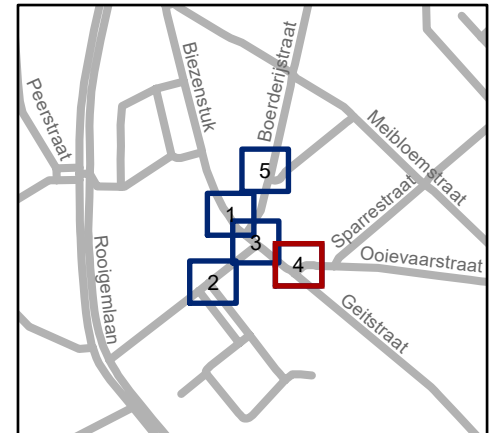 Peerstraat
Biezenstuk
Boerderijstraat
Meibloemstraat
5
1
3
Sparrestraat
4
Ooievaarstraat
2
Rooigemlaan
Geitstraat